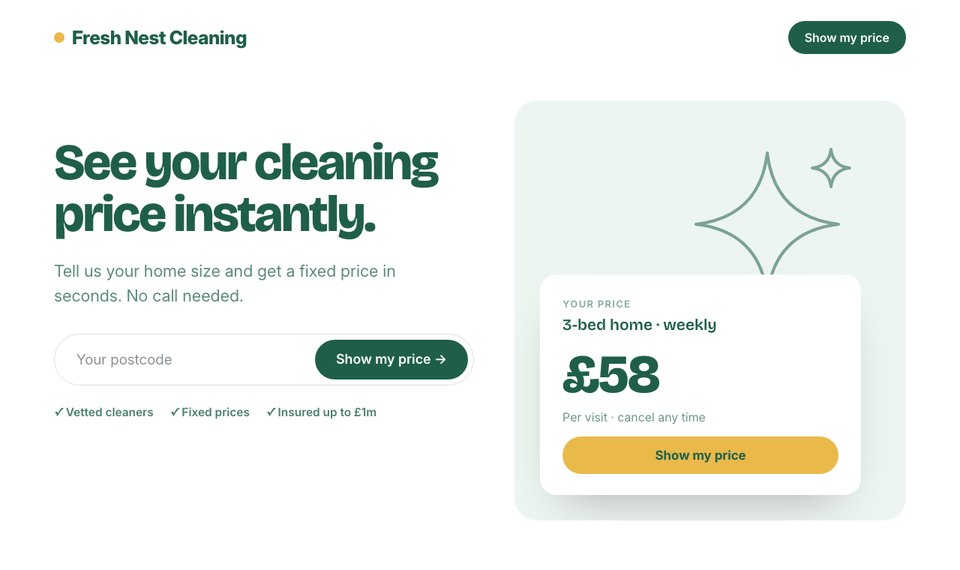 Fresh Nest Cleaning
Show my price
See your cleaning
price instantly.
Tell us your home size and get a fixed price in
seconds. No call needed.
Your postcode
Show my price →
✓ Vetted cleaners ✓ Fixed prices ✓ Insured up to £1m
YOUR PRICE
3-bed home · weekly
£58
Per visit · cancel any time
Show my price